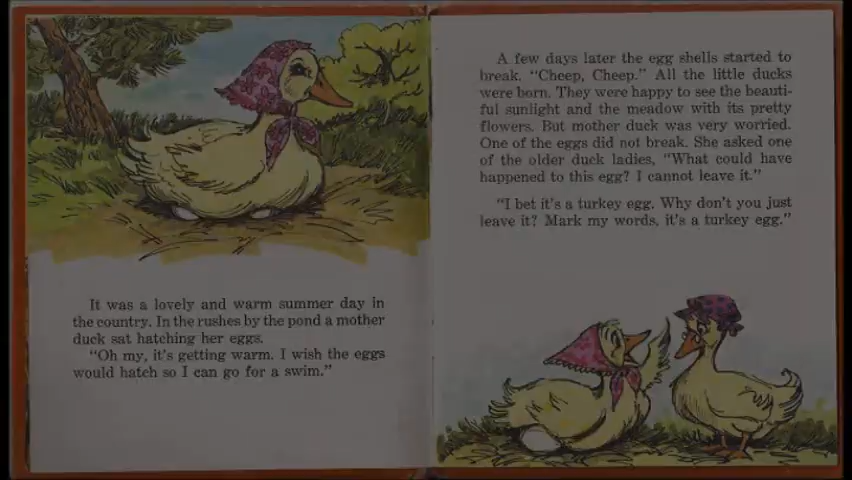 It was a lovely and warm summer day in
the country. In the rushes by the pond a mother
duck sat hatching her eggs.
"Oh my, it's getting warm. I wish the eggs
would hatch so I can go for a swim."
A few days later the egg shells started to
break. "Cheep, Cheep." All the little ducks
were born. They were happy to see the beauti-
ful sunlight and the meadow with its pretty
flowers. But mother duck was very worried.
One of the eggs did not break. She asked one
of the older duck ladies, "What could have
happened to this egg? I cannot leave it."
"I bet it's a turkey egg. Why don't you just
leave it? Mark my words, it's a turkey egg."